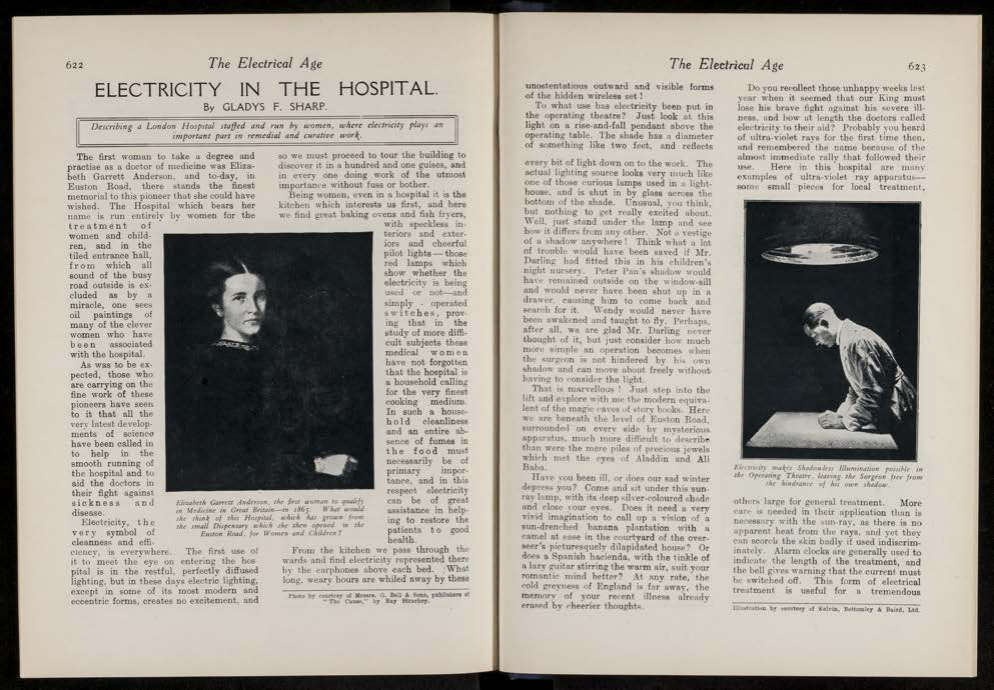 622
The Electrical Age
ELECTRICITY IN THE HOSPITAL.
By GLADYS F. SHARP.
Describing a London Hospital staffed and run by women, where electricity plays an
important part in remedial and curative work.
The first woman to take a degree and
practise as a doctor of medicine was Eliza-
beth Garrett Anderson, and to-day, in
Euston Road, there stands the finest
memorial to this pioneer that she could have
wished. The Hospital which bears her
name is run entirely by women for the
treatment of
women and child-
ren, and in the
tiled entrance hall,
from which all
sound of the busy
road outside is ex-
cluded as by a
miracle, one sees
oil paintings of
many of the clever
women who have
been associated
with the hospital.
As was to be ex-
pected, those who
are carrying on the
fine work of these
pioneers have seen
to it that all the
very latest develop-
ments of science
have been called in
to help in the
smooth running of
the hospital and to
aid the doctors in
their fight against
sickness and
disease.
Electricity, the
very symbol of
cleanness and effi-
ciency, is everywhere. The first use of
it to meet the eye on entering the hos
pital is in the restful, perfectly diffused
lighting, but in these days electric lighting,
except in some of its most modern and
eccentric forms, creates no excitement, and
so we must proceed to tour the building to
discover it in a hundred and one guises, and
in every one doing work of the utmost
importance without fuss or bother.
Being women, even in a hospital it is the
kitchen which interests us first, and here
we find great baking ovens and fish fryers,
with speckless in-
teriors and exter-
iors and cheerful
pilot lights—those
red lamps which
show whether the
electricity is being
used or not—and
simply - operated
switches, prov-
ing that in the
study of more diffi-
cult subjects these
medical women
have not forgotten
that the hospital is
a household calling
for the very finest
cooking medium.
In such a house-
hold cleanliness
and an entire ab-
sence of fumes in
the food must
necessarily be of
primary impor-
tance, and in this
respect electricity
can be of great
assistance in help-
ing to restore the
patients to good
health.
From the kitchen we pass through the
wards and find electricity represented there
by the earphones above each bed. What
long, weary hours are whiled away by these
Elizabeth Garrett Anderson, the first woman to qualify
in Medicine in Great Britain—in 1865. What would
she think of this Hospital, which has grown from
the small Dispensary which she then opened in the
Euston Road, for Women and Children?
Photo by courtesy of Messrs. G. Bell & Sons, publishers of
"The Cause," by Ray Strachey.
The Electrical Age
623
unostentatious outward and visible forms
of the hidden wireless set !
To what use has electricity been put in
the operating theatre? Just look at this
light on a rise-and-fall pendant above the
operating table. The shade has a diameter
of something like two feet, and reflects
every bit of light down on to the work. The
actual lighting source looks very much like
one of those curious lamps used in a light-
house, and is shut in by glass across the
bottom of the shade. Unusual, you think,
but nothing to get really excited about.
Well, just stand under the lamp and see
how it differs from any other. Not a vestige
of a shadow anywhere ! Think what a lot
of trouble would have been saved if Mr.
Darling had fitted this in his children's
night nursery. Peter Pan's shadow would
have remained outside on the window-sill
and would never have been shut up in a
drawer, causing him to come back and
search for it. Wendy would never have
been awakened and taught to fly. Perhaps,
after all, we are glad Mr. Darling never
thought of it, but just consider how much
more simple an operation becomes when
the surgeon is not hindered by his own
shadow and can move about freely without
having to consider the light.
That is marvellous ! Just step into the
lift and explore with me the modern equiva-
lent of the magic caves of story books. Here
we are beneath the level of Euston Road,
surrounded on every side by mysterious
apparatus, much more difficult to describe
than were the mere piles of precious jewels
which met the eyes of Aladdin and Ali
Baba.
Have you been ill, or does our sad winter
depress you? Come and sit under this sun-
ray lamp, with its deep silver-coloured shade
and close your eyes. Does it need a very
vivid imagination to call up a vision of a
sun-drenched banana plantation with a
camel at ease in the courtyard of the over-
seer's picturesquely dilapidated house? Or
does a Spanish hacienda, with the tinkle of
a lazy guitar stirring the warm air, suit your
romantic mind better? At any rate, the
cold greyness of England is far away, the
memory of your recent illness already
erased by cheerier thoughts.
Do you recollect those unhappy weeks last
year when it seemed that our King must
lose his brave fight against his severe ill-
ness, and how at length the doctors called
electricity to their aid? Probably you heard
of ultra-violet rays for the first time then,
and remembered the name because of the
almost immediate rally that followed their
use. Here in this hospital are many
examples of ultra-violet ray apparatus—
some small pieces for local treatment,
Electricity makes Shadowless Illumination possible in
the Operating Theatre, leaving the Surgeon free from
the hindrance of his own shadow.
others large for general treatment. More
care is needed in their application than is
necessary with the sun-ray, as there is no
apparent heat from the rays, and yet they
can scorch the skin badly if used indiscrim-
inately. Alarm clocks are generally used to
indicate the length of the treatment, and
the bell gives warning that the current must
be switched off. This form of electrical
treatment is useful for a tremendous
Illustration by courtesy of Kelvin, Bottomley & Baird, Ltd.